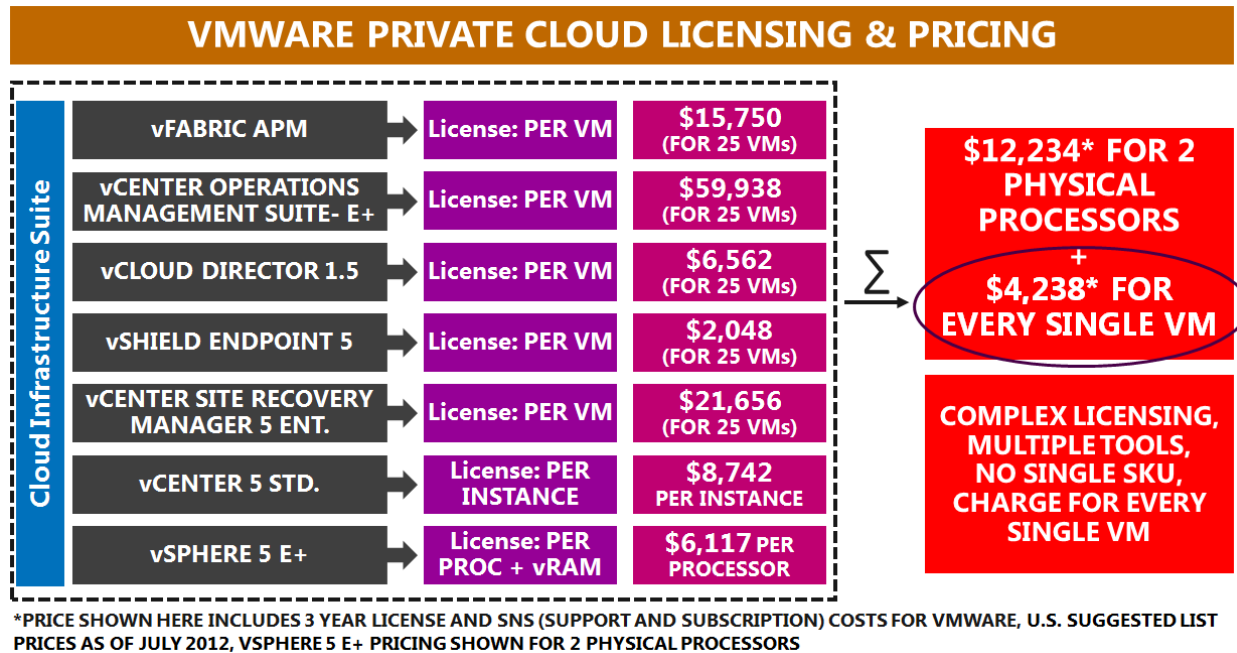 VMWARE PRIVATE CLOUD LICENSING & PRICING
Cloud Infrastructure Suite
vFABRIC APM
License: PER VM
$15,750
(FOR 25 VMs)
vCENTER OPERATIONS
MANAGEMENT SUITE- E+
License: PER VM
$59,938
(FOR 25 VMs)
vCLOUD DIRECTOR 1.5
License: PER VM
$6,562
(FOR 25 VMs)
vSHIELD ENDPOINT 5
License: PER VM
$2,048
(FOR 25 VMs)
vCENTER SITE RECOVERY
MANAGER 5 ENT.
License: PER VM
$21,656
(FOR 25 VMs)
vCENTER 5 STD.
License: PER
INSTANCE
$8,742
PER INSTANCE
vSPHERE 5 E+
License: PER
PROC + vRAM
$6,117 PER
PROCESSOR
∑
$12,234* FOR 2
PHYSICAL
PROCESSORS
+
$4,238* FOR
EVERY SINGLE VM
COMPLEX LICENSING,
MULTIPLE TOOLS,
NO SINGLE SKU,
CHARGE FOR EVERY
SINGLE VM
*PRICE SHOWN HERE INCLUDES 3 YEAR LICENSE AND SNS (SUPPORT AND SUBSCRIPTION) COSTS FOR VMWARE, U.S. SUGGESTED LIST
PRICES AS OF JULY 2012, VSPHERE 5 E+ PRICING SHOWN FOR 2 PHYSICAL PROCESSORS